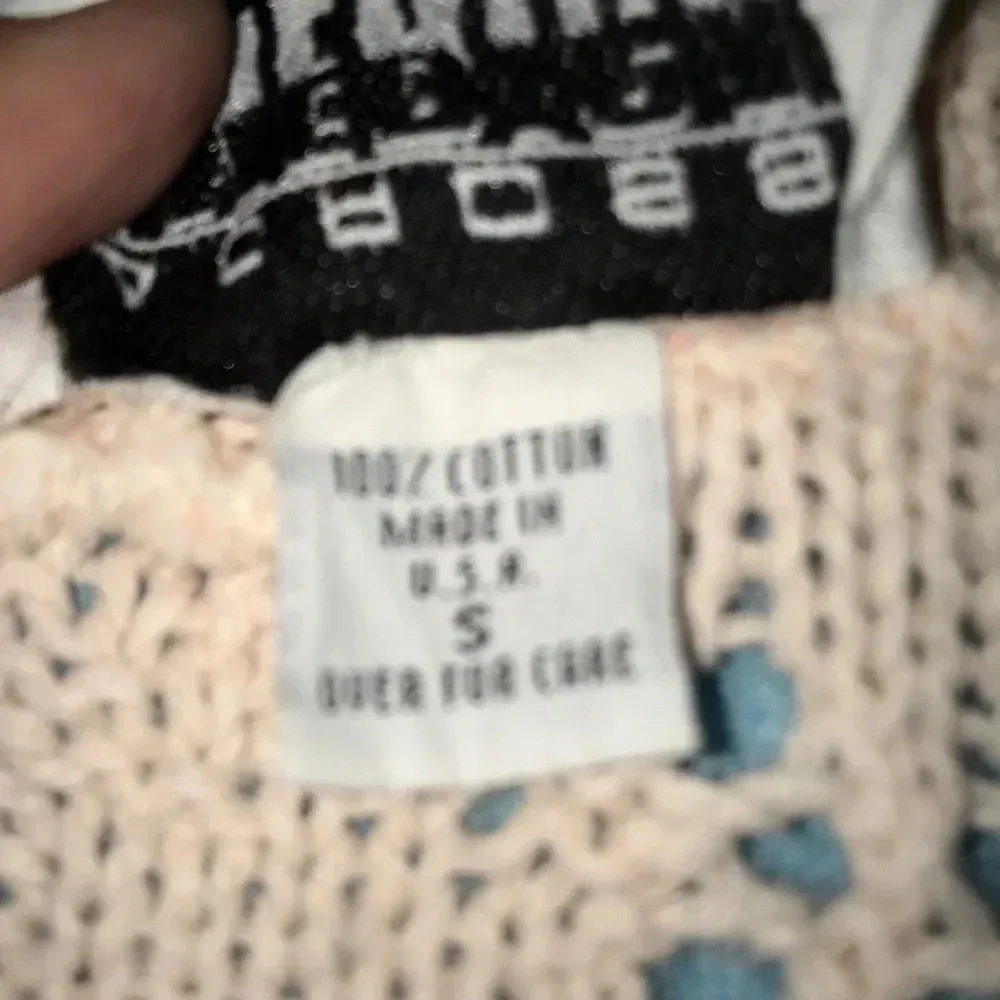 100% COTTON
MADE IN
U.S.A.
S
OVER FOR CARE